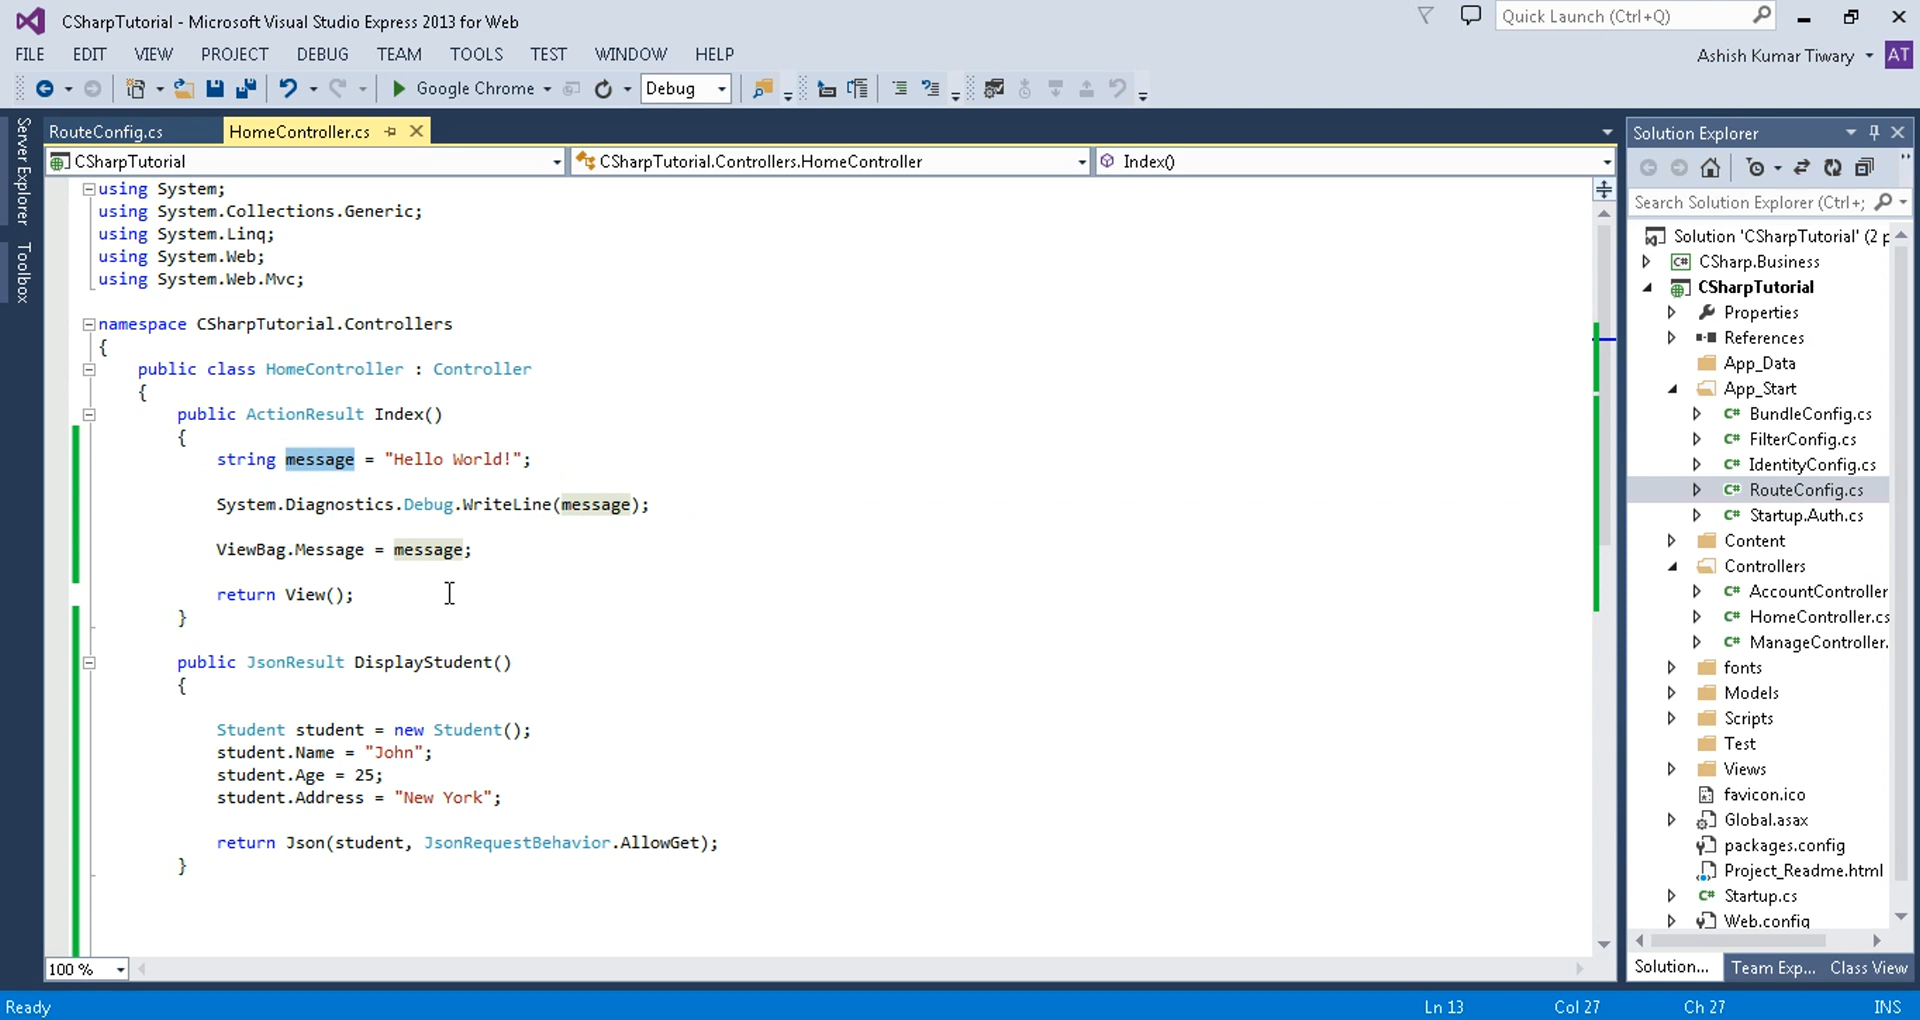 CSharpTutorial - Microsoft Visual Studio Express 2013 for Web
Quick Launch (Ctrl+Q)
FILE EDIT VIEW PROJECT DEBUG TEAM TOOLS TEST WINDOW HELP
Ashish Kumar Tiwary AT
Google Chrome Debug
Server Explorer
Toolbox
RouteConfig.cs HomeController.cs
CSharpTutorial CSharpTutorial.Controllers.HomeController Index()
using System;
using System.Collections.Generic;
using System.Linq;
using System.Web;
using System.Web.Mvc;
namespace CSharpTutorial.Controllers
{
public class HomeController : Controller
{
public ActionResult Index()
{
string message = "Hello World!";
System.Diagnostics.Debug.WriteLine(message);
ViewBag.Message = message;
return View();
}
public JsonResult DisplayStudent()
{
Student student = new Student();
student.Name = "John";
student.Age = 25;
student.Address = "New York";
return Json(student, JsonRequestBehavior.AllowGet);
}
100 %
Solution Explorer
Search Solution Explorer (Ctrl+;
Solution 'CSharpTutorial' (2 p
C# CSharp.Business
CSharpTutorial
Properties
References
App_Data
App_Start
C# BundleConfig.cs
C# FilterConfig.cs
C# IdentityConfig.cs
C# RouteConfig.cs
C# Startup.Auth.cs
Content
Controllers
C# AccountController
C# HomeController.cs
C# ManageController.
fonts
Models
Scripts
Test
Views
favicon.ico
Global.asax
packages.config
Project_Readme.html
C# Startup.cs
Web.config
Solution... Team Exp... Class View
Ready Ln 13 Col 27 Ch 27 INS